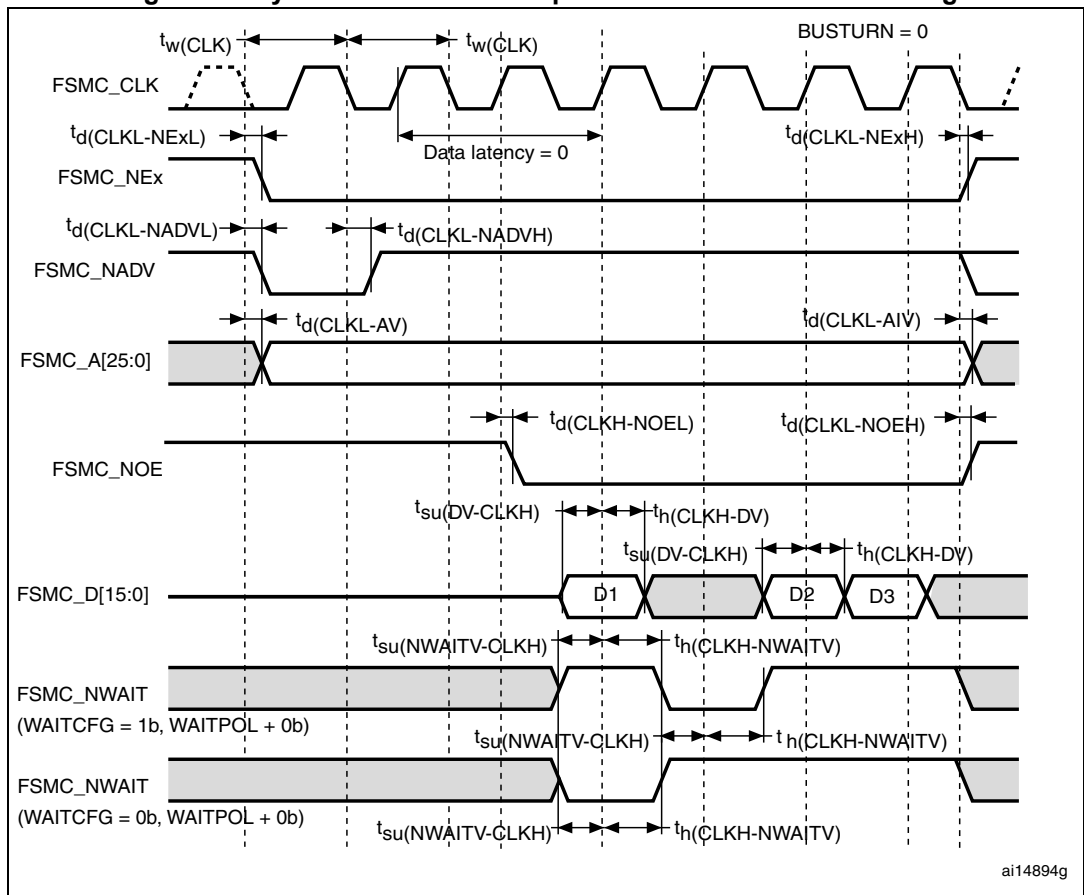 BUSTURN = 0
tw(CLK) tw(CLK)
FSMC_CLK
td(CLKL-NExL) Data latency = 0 td(CLKL-NExH)
FSMC_NEx
td(CLKL-NADVL) td(CLKL-NADVH)
FSMC_NADV
td(CLKL-AV) td(CLKL-AIV)
FSMC_A[25:0]
td(CLKH-NOEL) td(CLKL-NOEH)
FSMC_NOE
tsu(DV-CLKH) th(CLKH-DV)
tsu(DV-CLKH) th(CLKH-DV)
FSMC_D[15:0] D1 D2 D3
tsu(NWAITV-CLKH) th(CLKH-NWAITV)
FSMC_NWAIT
(WAITCFG = 1b, WAITPOL + 0b)
tsu(NWAITV-CLKH) th(CLKH-NWAITV)
FSMC_NWAIT
(WAITCFG = 0b, WAITPOL + 0b)
tsu(NWAITV-CLKH) th(CLKH-NWAITV)
ai14894g